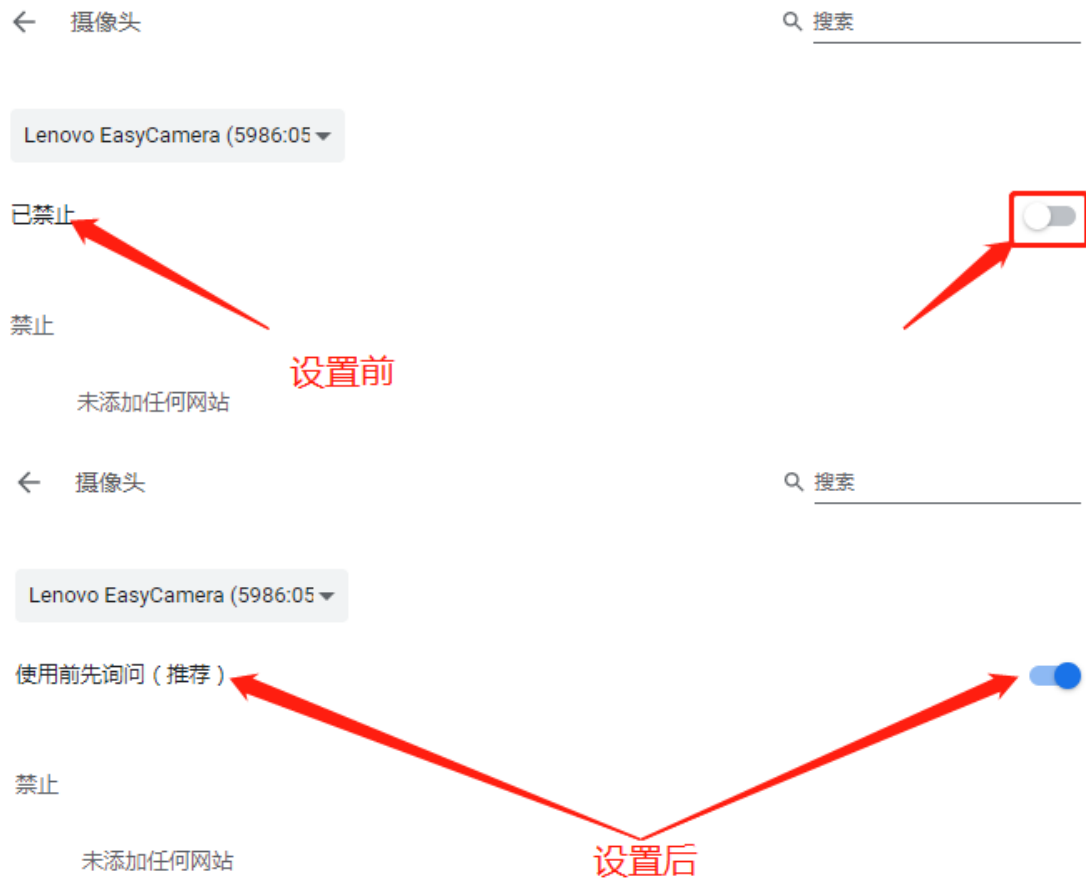 摄像头
搜索
Lenovo EasyCamera (5986:05
已禁止
禁止
设置前
未添加任何网站
摄像头
搜索
Lenovo EasyCamera (5986:05
使用前先询问（推荐）
禁止
设置后
未添加任何网站